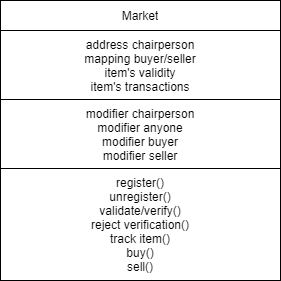 Market
address chairperson
mapping buyer/seller
item's validity
item's transactions
modifier chairperson
modifier anyone
modifier buyer
modifier seller
register()
unregister()
validate/verify()
reject verification()
track item()
buy()
sell()